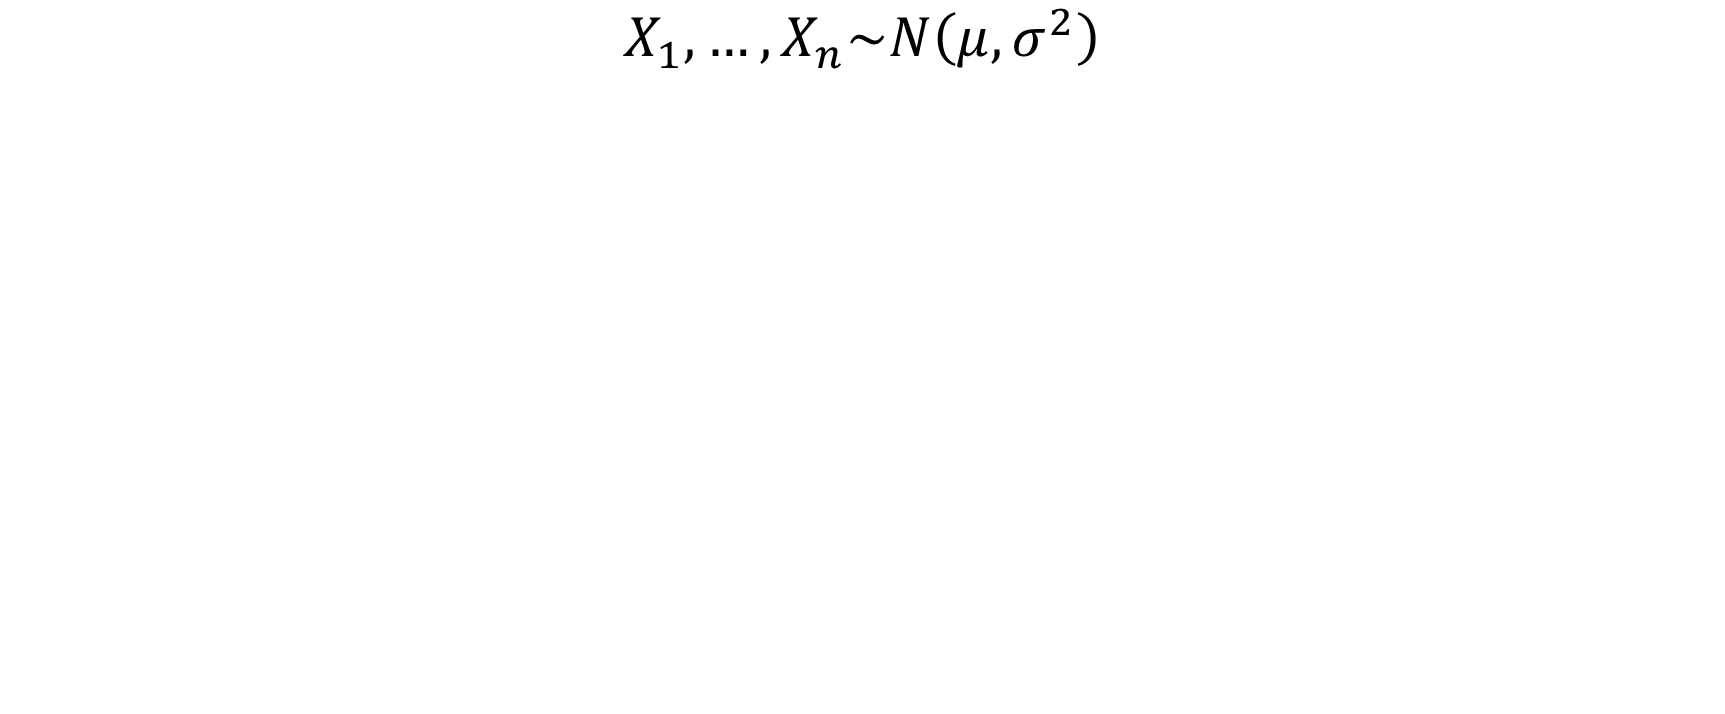 X₁, … , Xₙ~N(μ, σ²)